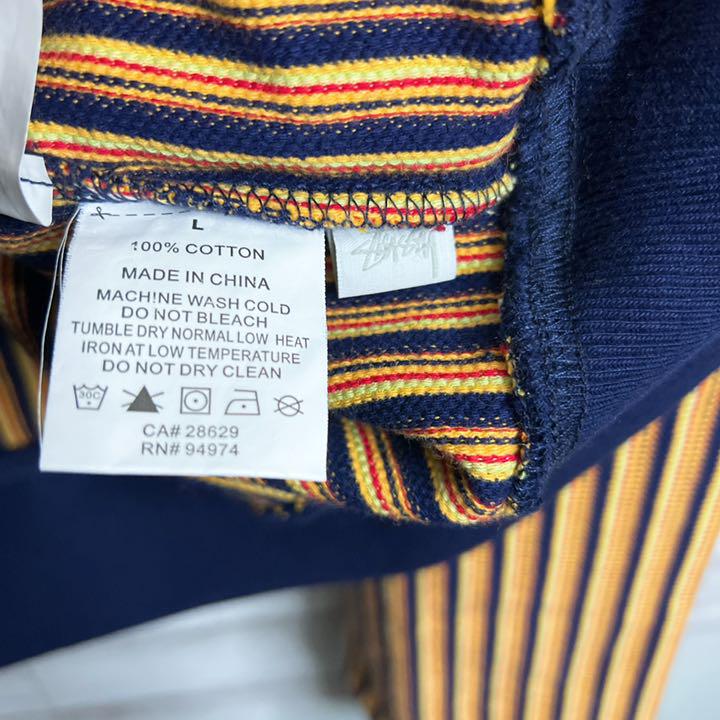 L
100% COTTON
MADE IN CHINA
MACHINE WASH COLD
DO NOT BLEACH
TUMBLE DRY NORMAL LOW HEAT
IRON AT LOW TEMPERATURE
DO NOT DRY CLEAN
30C
CA# 28629
RN# 94974
Stüssy